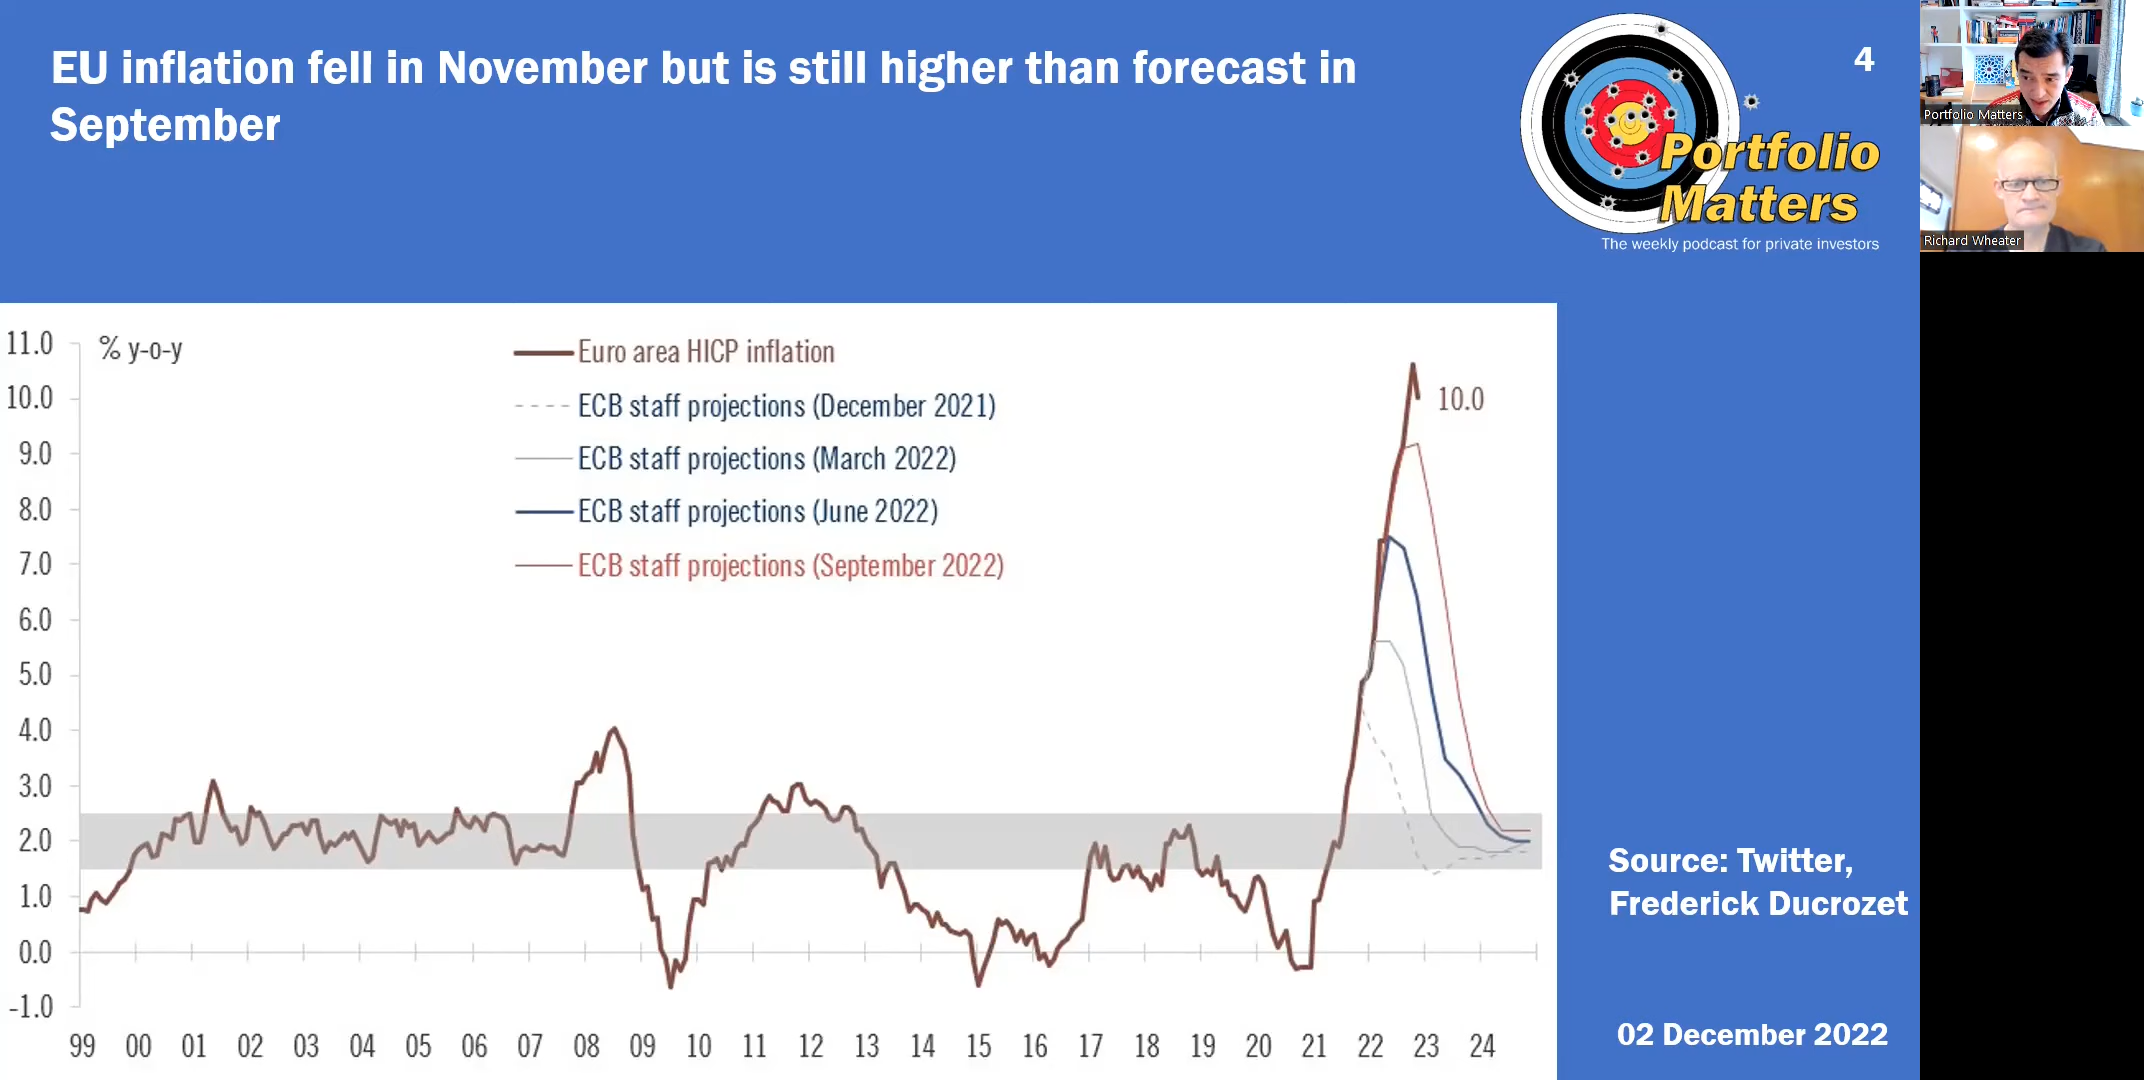 EU inflation fell in November but is still higher than forecast in
September
4
Portfolio
Matters
The weekly podcast for private investors
Portfolio Matters
Richard Wheater
% y-o-y
Euro area HICP inflation
ECB staff projections (December 2021)
ECB staff projections (March 2022)
ECB staff projections (June 2022)
ECB staff projections (September 2022)
10.0
11.0
10.0
9.0
8.0
7.0
6.0
5.0
4.0
3.0
2.0
1.0
0.0
-1.0
99 00 01 02 03 04 05 06 07 08 09 10 11 12 13 14 15 16 17 18 19 20 21 22 23 24
Source: Twitter,
Frederick Ducrozet
02 December 2022